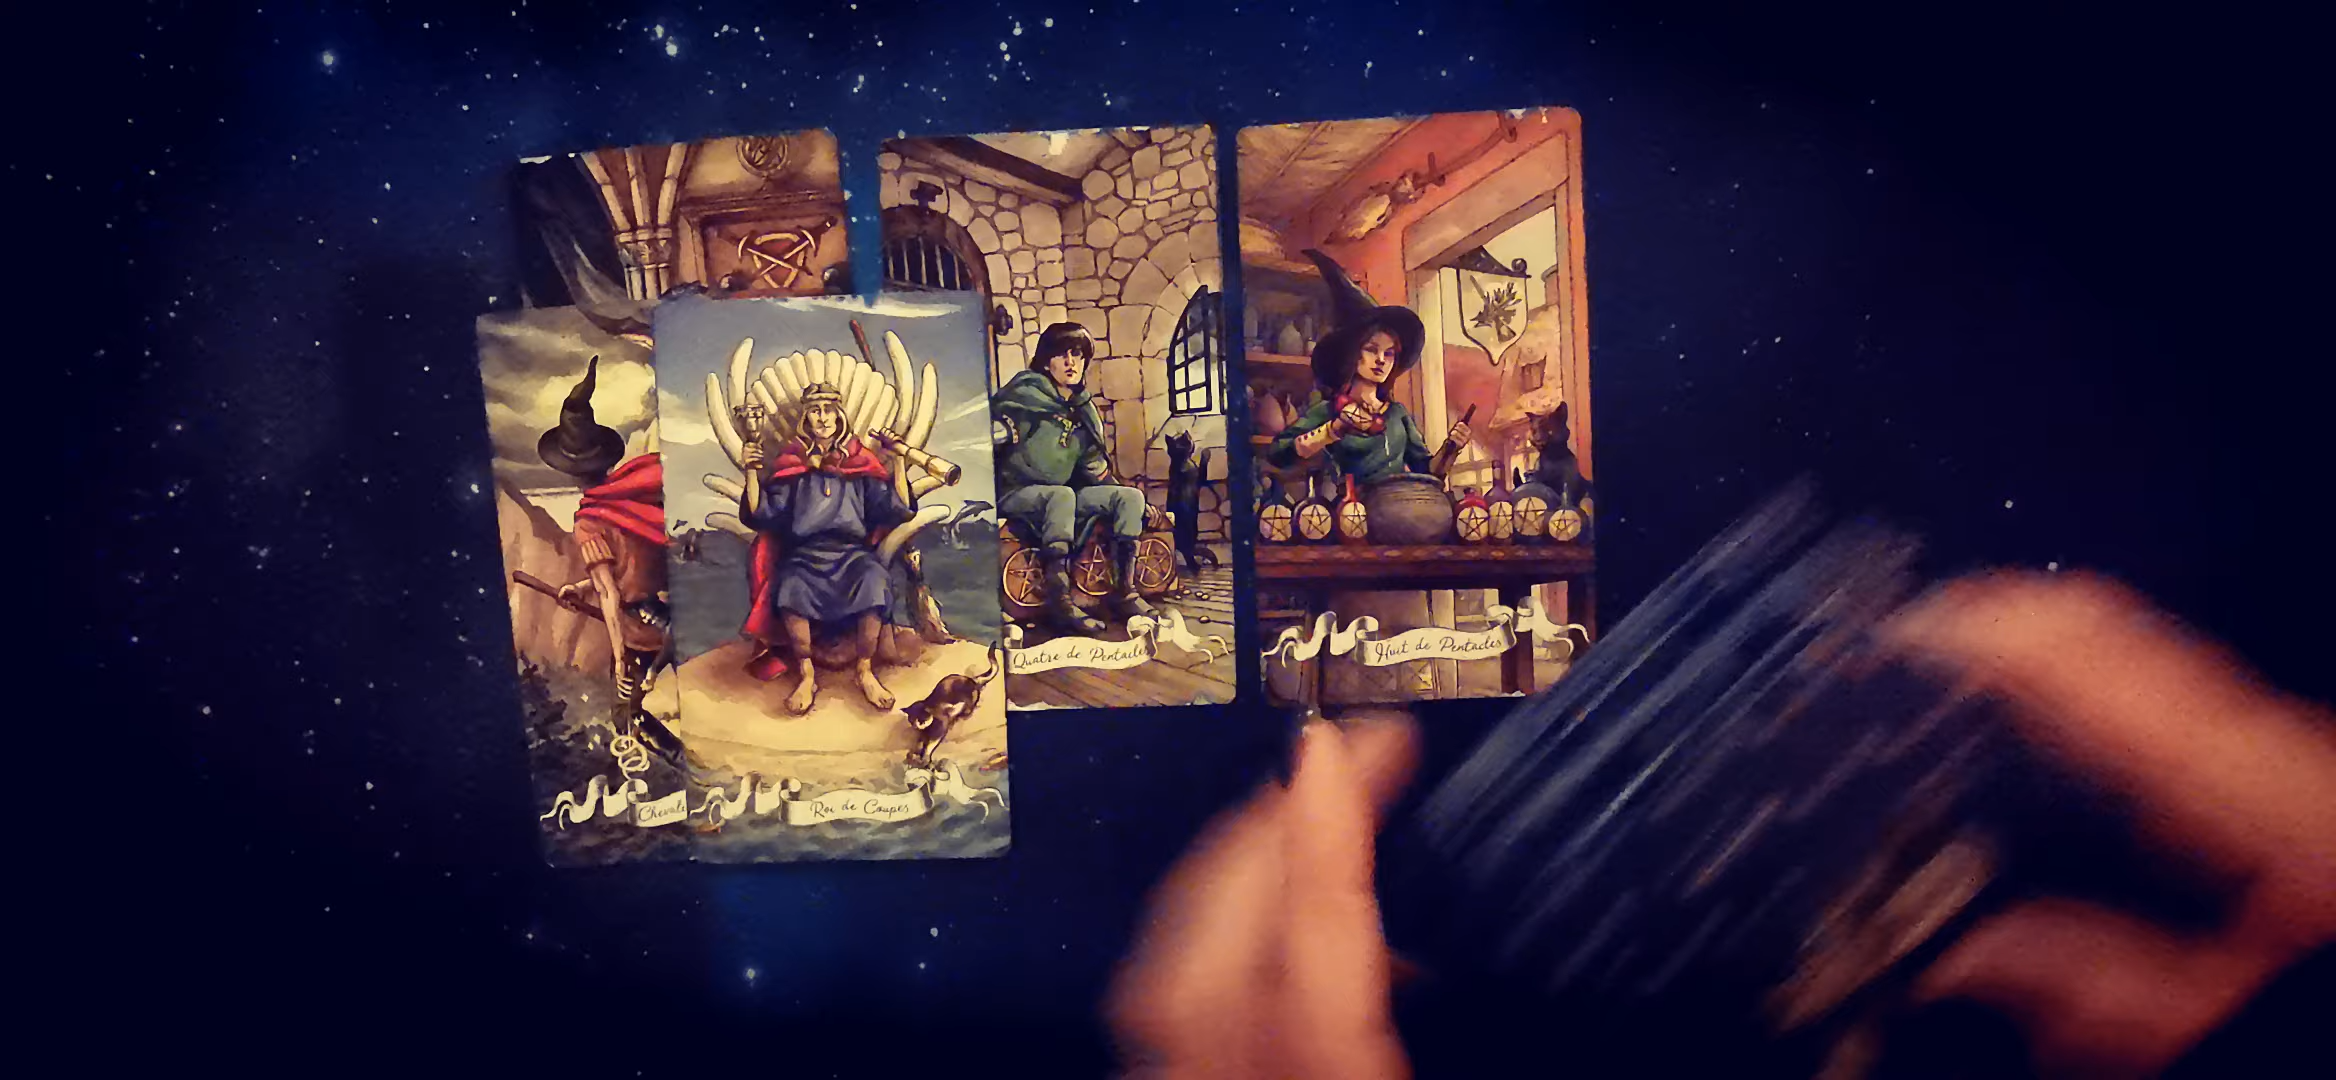 Quatre de Pentacles
Huit de Pentacles
Roi de Coupes